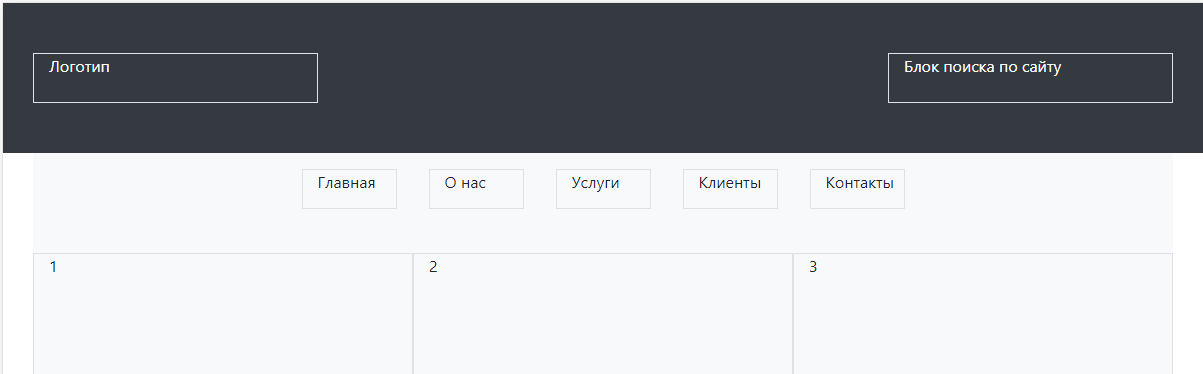 Логотип
Блок поиска по сайту
Главная
О нас
Услуги
Клиенты
Контакты
1
2
3